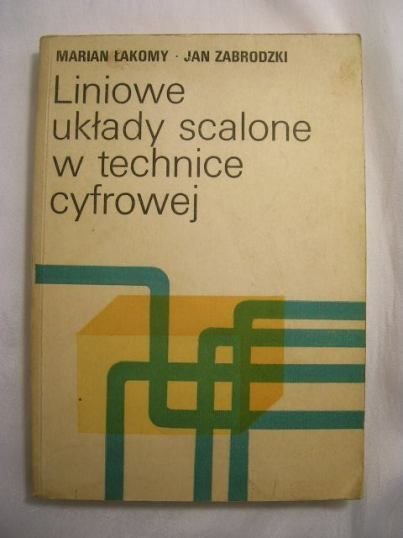 MARIAN ŁAKOMY · JAN ZABRODZKI
Liniowe
układy scalone
w technice
cyfrowej